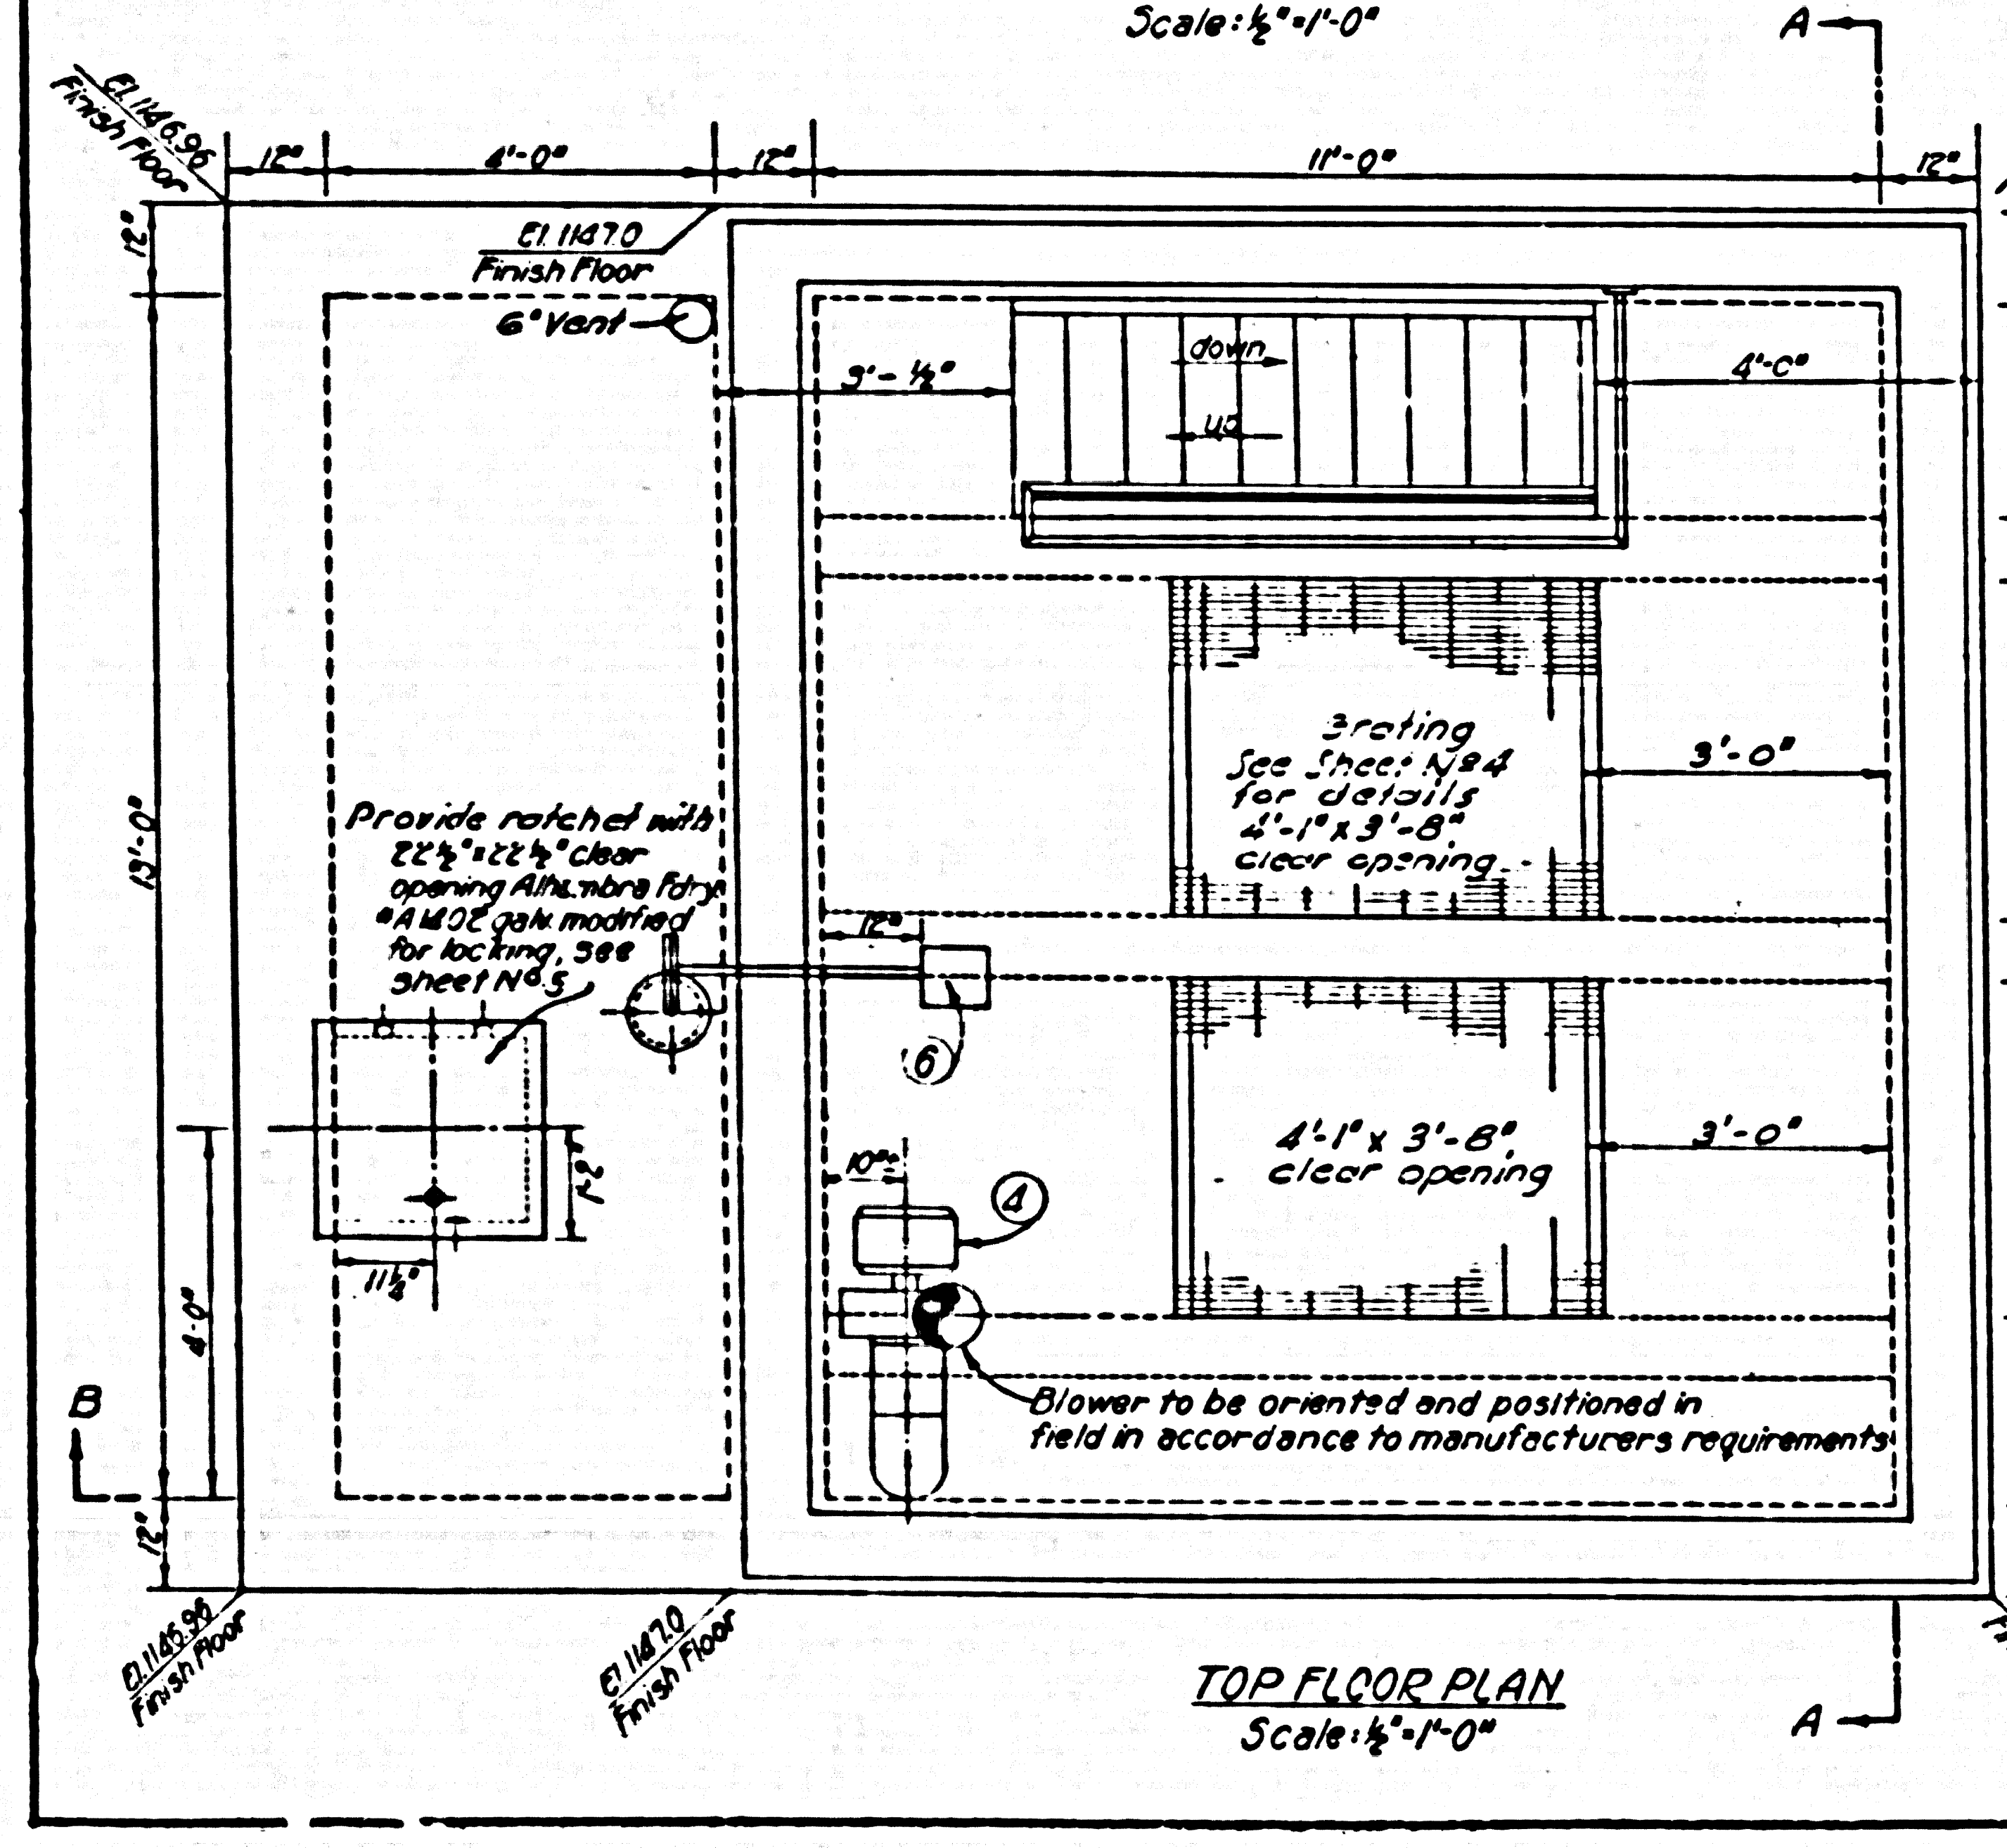 Scale: ½"=1'-0"
A
El. 1146.96
Finish Floor
12"
4'-0"
12"
11'-0"
12"
12"
El. 1147.0
Finish Floor
6" Vent
down
up
3'-½"
4'-0"
13'-0"
Provide ratchet with
22½"x22½" clear
opening Alhambra Fdry.
galv. modified
for locking, see
sheet Nº 5
Grating
See Sheet Nº 4
for details
4'-1" x 3'-8"
clear opening
3'-0"
12"
6
4'-1" x 3'-8"
clear opening
3'-0"
10"±
4
11¼"
4'-0"
B
Blower to be oriented and positioned in
field in accordance to manufacturers requirements
12"
El. 1146.96
Finish Floor
El. 1147.0
Finish Floor
TOP FLOOR PLAN
Scale: ½"=1'-0"
A